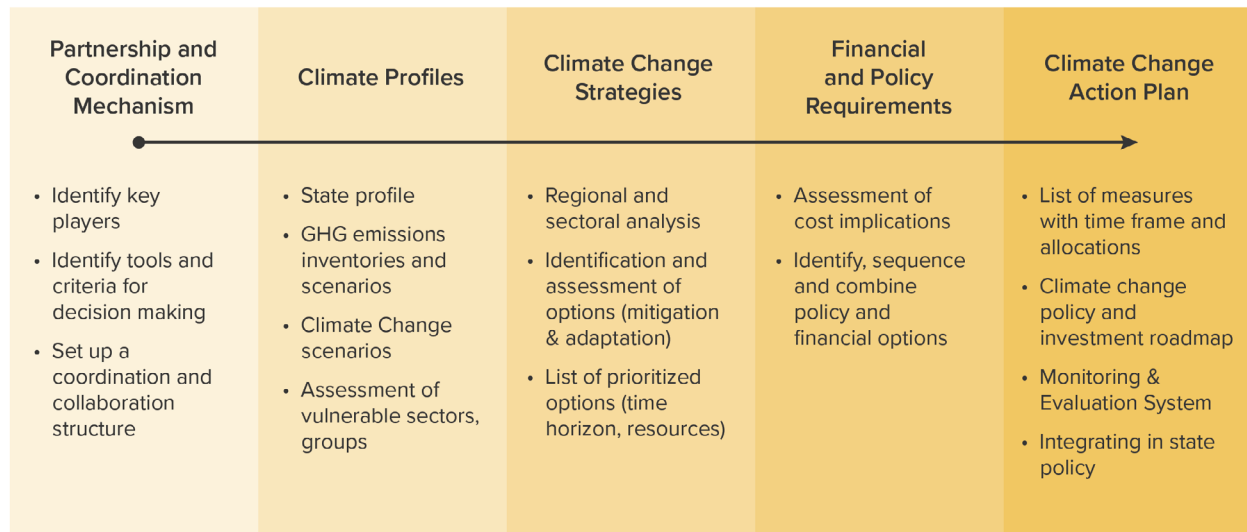 Partnership and
Coordination
Mechanism
• Identify key
players
• Identify tools and
criteria for
decision making
• Set up a
coordination and
collaboration
structure
Climate Profiles
• State profile
• GHG emissions
inventories and
scenarios
• Climate Change
scenarios
• Assessment of
vulnerable sectors,
groups
Climate Change
Strategies
• Regional and
sectoral analysis
• Identification and
assessment of
options (mitigation
& adaptation)
• List of prioritized
options (time
horizon, resources)
Financial
and Policy
Requirements
• Assessment of
cost implications
• Identify, sequence
and combine
policy and
financial options
Climate Change
Action Plan
• List of measures
with time frame and
allocations
• Climate change
policy and
investment roadmap
• Monitoring &
Evaluation System
• Integrating in state
policy